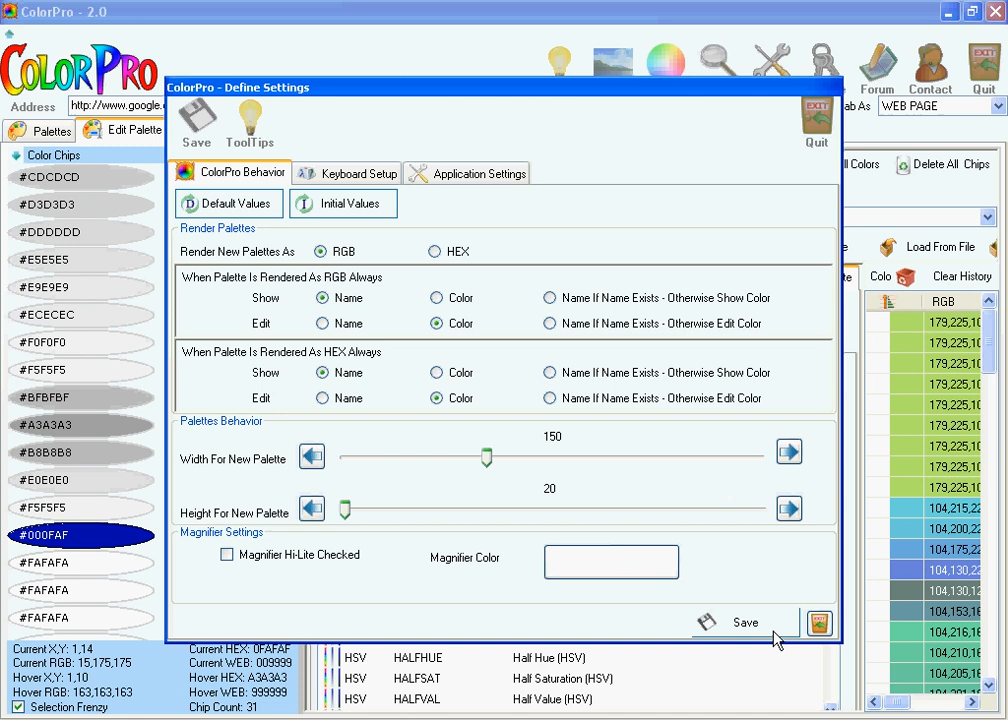 ColorPro - 2.0
COLORPRO
Forum Contact Quit
Address http://www.google.
ab As WEB PAGE
Palettes Edit Palette
Color Chips
#CDCDCD
#D3D3D3
#DDDDDD
#E5E5E5
#E9E9E9
#ECECEC
#F0F0F0
#F5F5F5
#BFBFBF
#A3A3A3
#B8B8B8
#E0E0E0
#F5F5F5
#000FAF
#FAFAFA
#FAFAFA
#FAFAFA
Current X,Y: 1,14 Current HEX: 0FAFAF
Current RGB: 15,175,175 Current WEB: 009999
Hover X,Y: 1,10 Hover HEX: A3A3A3
Hover RGB: 163,163,163 Hover WEB: 999999
Selection Frenzy Chip Count: 31
ColorPro - Define Settings
Save ToolTips EXIT Quit
ColorPro Behavior Keyboard Setup Application Settings
Default Values Initial Values
Render Palettes
Render New Palettes As RGB HEX
When Palette Is Rendered As RGB Always
Show Name Color Name If Name Exists - Otherwise Show Color
Edit Name Color Name If Name Exists - Otherwise Edit Color
When Palette Is Rendered As HEX Always
Show Name Color Name If Name Exists - Otherwise Show Color
Edit Name Color Name If Name Exists - Otherwise Edit Color
Palettes Behavior
150
Width For New Palette
20
Height For New Palette
Magnifier Settings
Magnifier Hi-Lite Checked Magnifier Color
Save
HSV HALFHUE Half Hue (HSV)
HSV HALFSAT Half Saturation (HSV)
HSV HALFVAL Half Value (HSV)
ll Colors Delete All Chips
e Load From File
te Colo Clear History
RGB
179,225,10
179,225,10
179,225,10
179,225,10
179,225,10
179,225,10
179,225,10
179,225,10
179,225,10
104,215,22
104,200,22
104,175,22
104,130,22
104,130,12
104,153,16
104,216,18
104,210,18
104,205,16